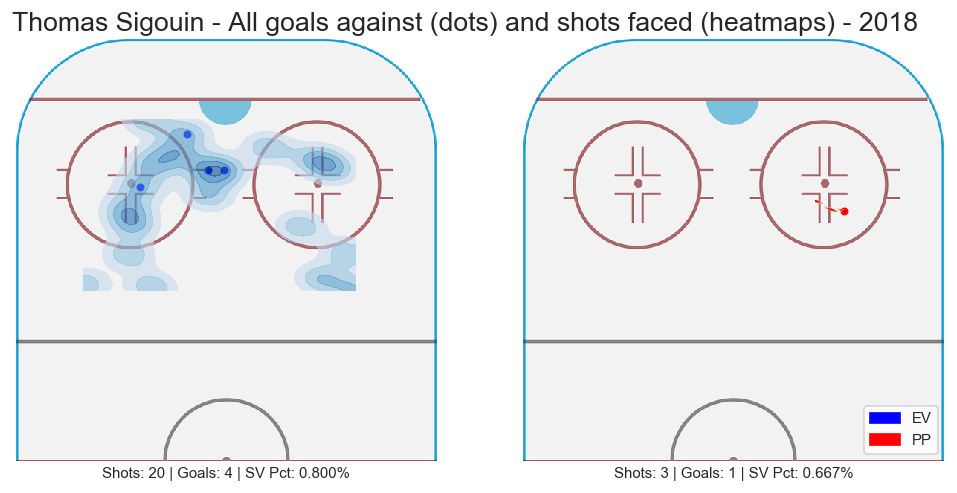 Thomas Sigouin - All goals against (dots) and shots faced (heatmaps) - 2018
EV
PP
Shots: 20 | Goals: 4 | SV Pct: 0.800%
Shots: 3 | Goals: 1 | SV Pct: 0.667%